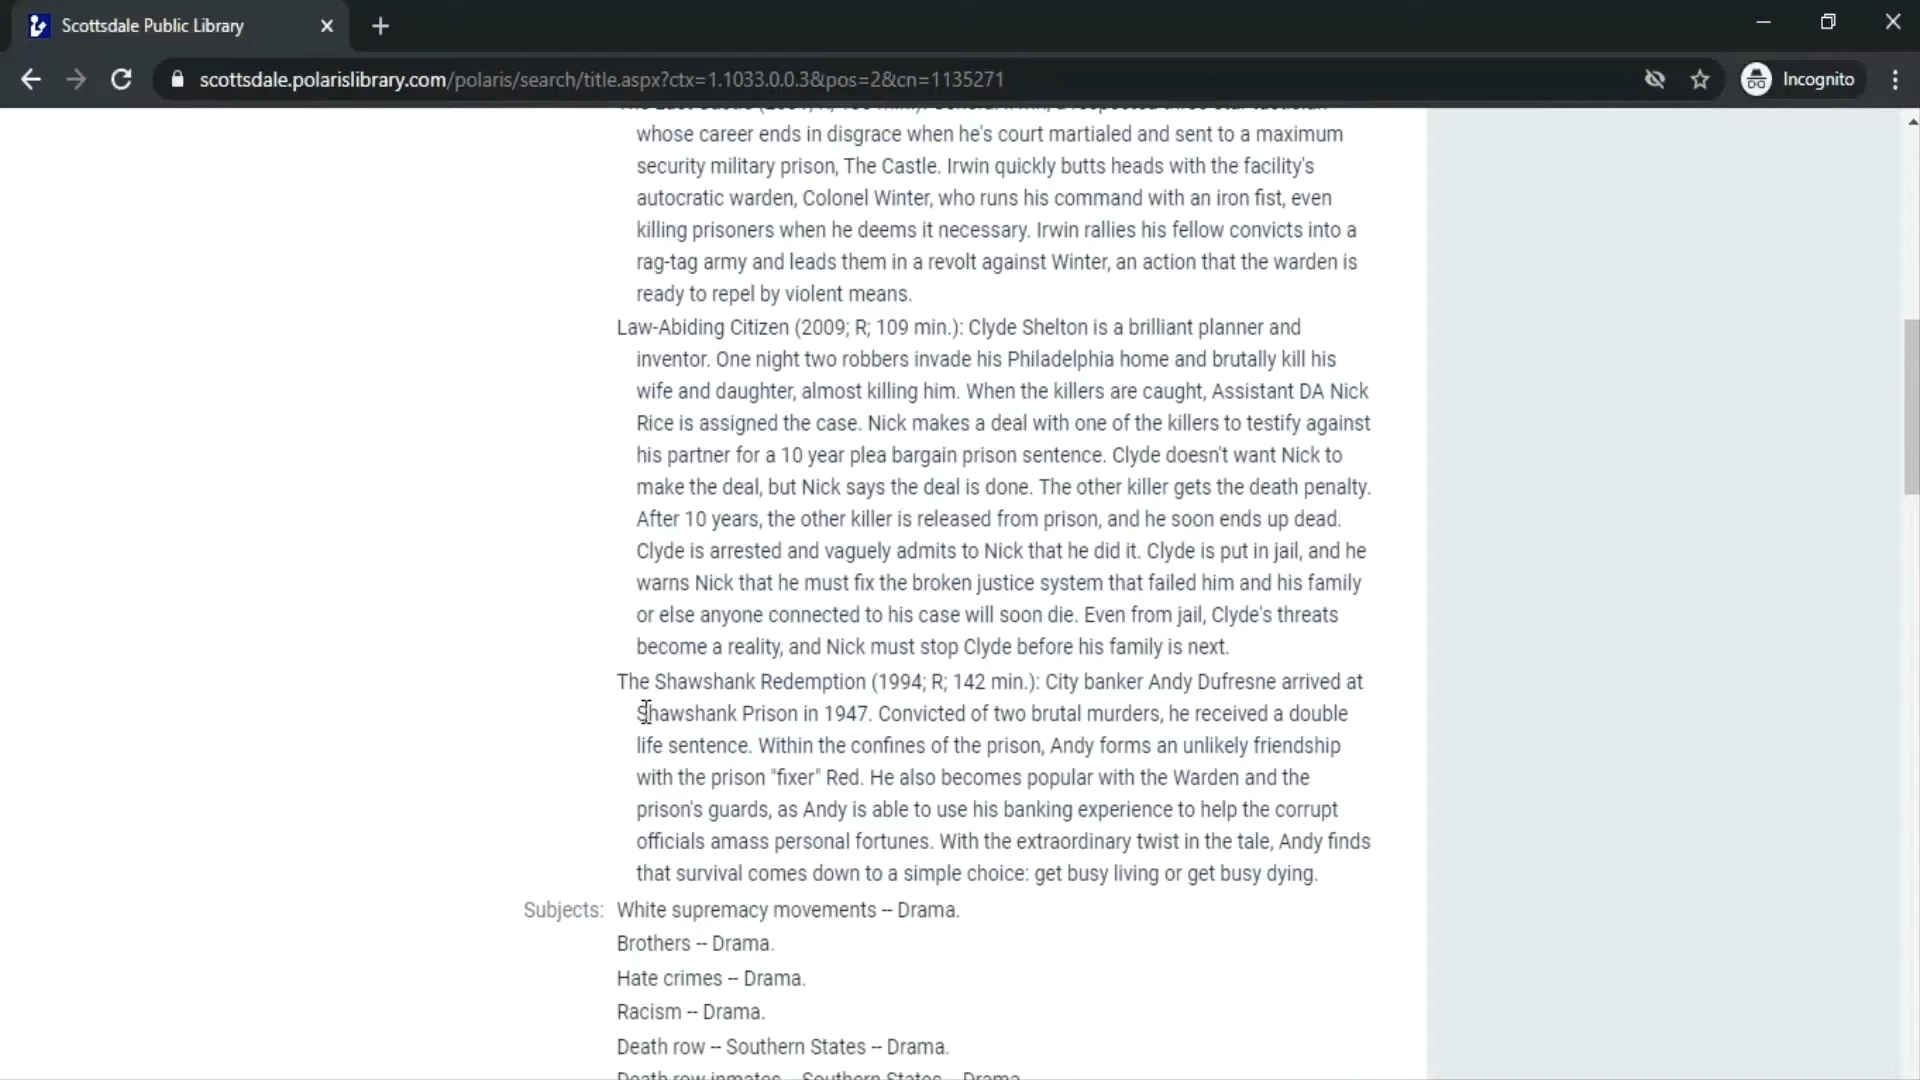 Scottsdale Public Library
scottsdale.polarislibrary.com/polaris/search/title.aspx?ctx=1.1033.0.0.3&pos=2&cn=1135271
Incognito
whose career ends in disgrace when he's court martialed and sent to a maximum
security military prison, The Castle. Irwin quickly butts heads with the facility's
autocratic warden, Colonel Winter, who runs his command with an iron fist, even
killing prisoners when he deems it necessary. Irwin rallies his fellow convicts into a
rag-tag army and leads them in a revolt against Winter, an action that the warden is
ready to repel by violent means.
Law-Abiding Citizen (2009; R; 109 min.): Clyde Shelton is a brilliant planner and
inventor. One night two robbers invade his Philadelphia home and brutally kill his
wife and daughter, almost killing him. When the killers are caught, Assistant DA Nick
Rice is assigned the case. Nick makes a deal with one of the killers to testify against
his partner for a 10 year plea bargain prison sentence. Clyde doesn't want Nick to
make the deal, but Nick says the deal is done. The other killer gets the death penalty.
After 10 years, the other killer is released from prison, and he soon ends up dead.
Clyde is arrested and vaguely admits to Nick that he did it. Clyde is put in jail, and he
warns Nick that he must fix the broken justice system that failed him and his family
or else anyone connected to his case will soon die. Even from jail, Clyde's threats
become a reality, and Nick must stop Clyde before his family is next.
The Shawshank Redemption (1994; R; 142 min.): City banker Andy Dufresne arrived at
Shawshank Prison in 1947. Convicted of two brutal murders, he received a double
life sentence. Within the confines of the prison, Andy forms an unlikely friendship
with the prison "fixer" Red. He also becomes popular with the Warden and the
prison's guards, as Andy is able to use his banking experience to help the corrupt
officials amass personal fortunes. With the extraordinary twist in the tale, Andy finds
that survival comes down to a simple choice: get busy living or get busy dying.
Subjects: White supremacy movements -- Drama.
Brothers -- Drama.
Hate crimes -- Drama.
Racism -- Drama.
Death row -- Southern States -- Drama.
Death row inmates -- Southern States -- Drama.